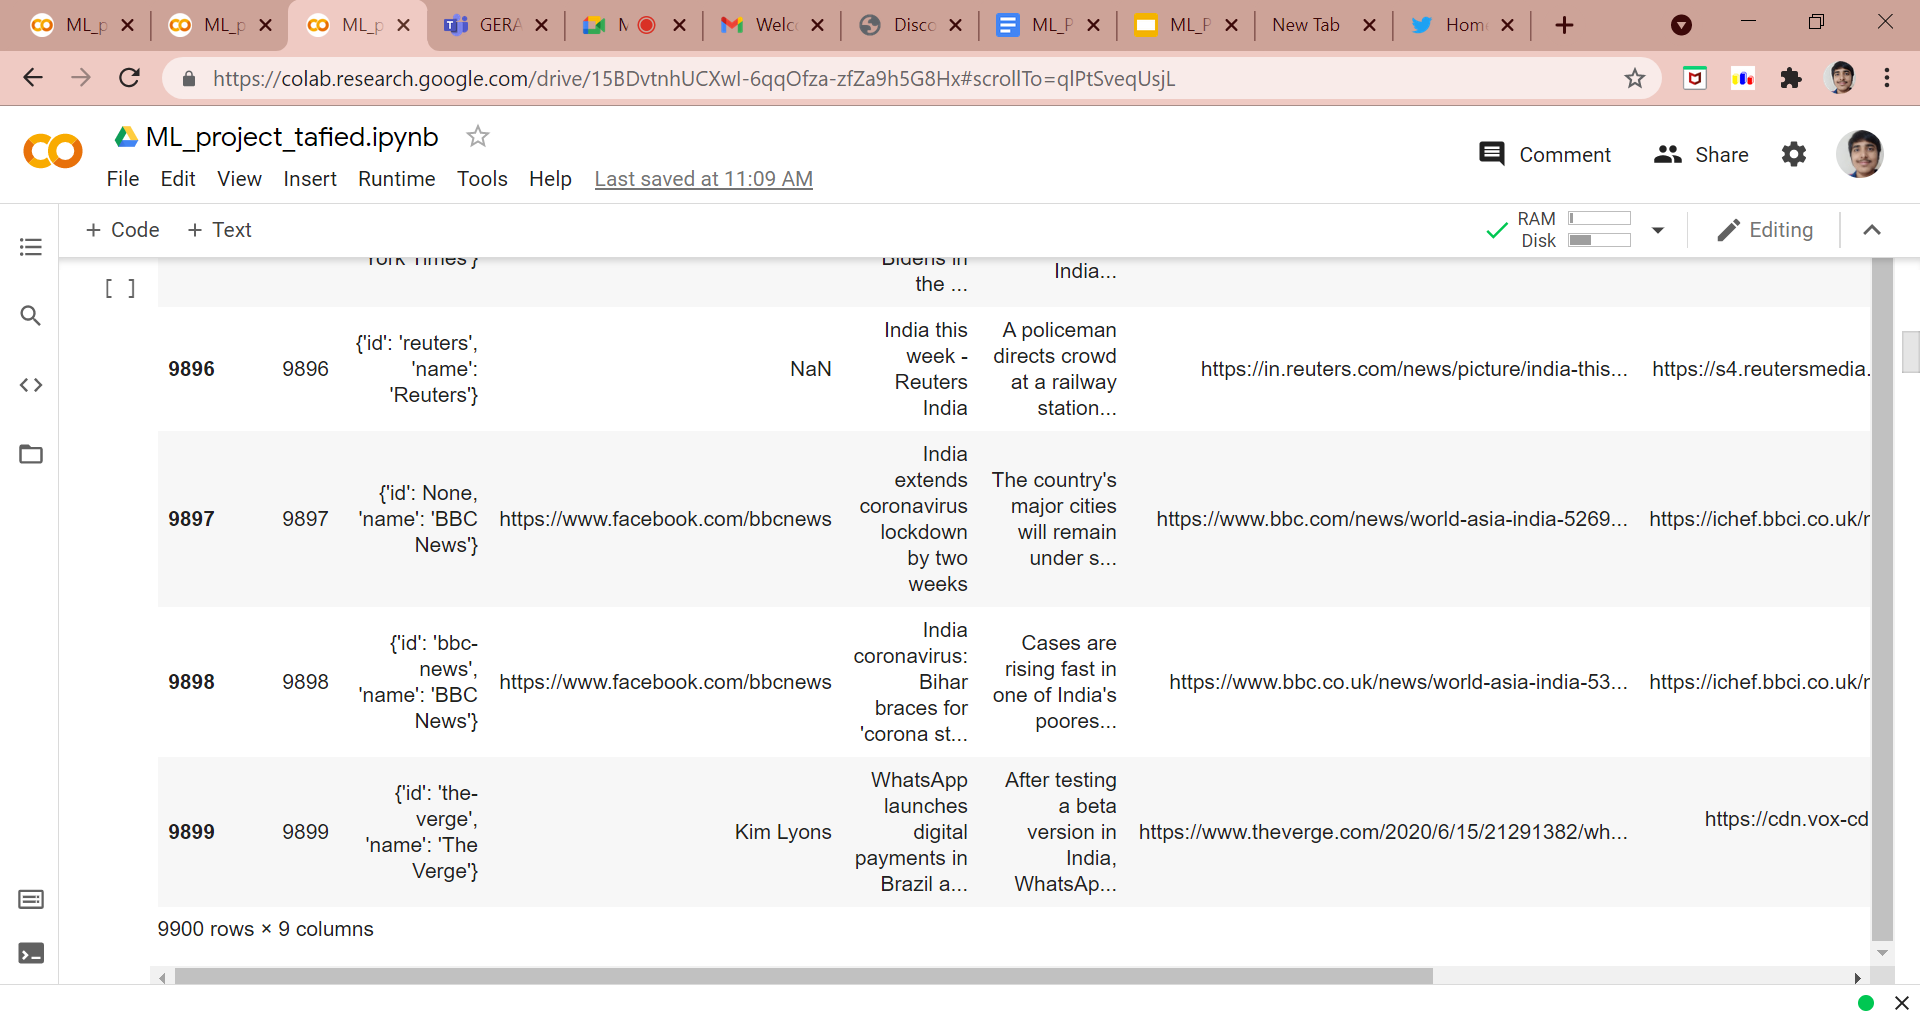 ML_p
ML_p
ML_p
GERA
M
Welc
Disco
ML_P
ML_P
New Tab
Home
https://colab.research.google.com/drive/15BDvtnhUCXwI-6qqOfza-zfZa9h5G8Hx#scrollTo=qlPtSveqUsjL
ML_project_tafied.ipynb
Comment
Share
File Edit View Insert Runtime Tools Help Last saved at 11:09 AM
+ Code + Text
RAM
Disk
Editing
[ ]
York Times'}
Bidens in
the ...
India...
9896
9896
{'id': 'reuters',
'name':
'Reuters'}
NaN
India this
week -
Reuters
India
A policeman
directs crowd
at a railway
station...
https://in.reuters.com/news/picture/india-this...
https://s4.reutersmedia.
9897
9897
{'id': None,
'name': 'BBC
News'}
https://www.facebook.com/bbcnews
India
extends
coronavirus
lockdown
by two
weeks
The country's
major cities
will remain
under s...
https://www.bbc.com/news/world-asia-india-5269...
https://ichef.bbci.co.uk/r
9898
9898
{'id': 'bbc-
news',
'name': 'BBC
News'}
https://www.facebook.com/bbcnews
India
coronavirus:
Bihar
braces for
'corona st...
Cases are
rising fast in
one of India's
poores...
https://www.bbc.co.uk/news/world-asia-india-53...
https://ichef.bbci.co.uk/r
9899
9899
{'id': 'the-
verge',
'name': 'The
Verge'}
Kim Lyons
WhatsApp
launches
digital
payments in
Brazil a...
After testing
a beta
version in
India,
WhatsAp...
https://www.theverge.com/2020/6/15/21291382/wh...
https://cdn.vox-cd
9900 rows × 9 columns